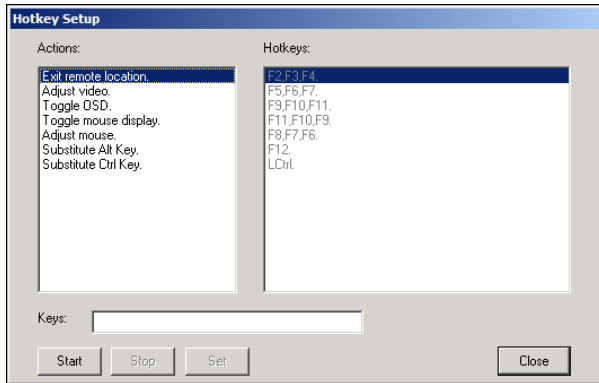 Hotkey Setup
Actions:
Hotkeys:
Exit remote location.
F2,F3,F4.
Adjust video.
F5,F6,F7.
Toggle OSD.
F9,F10,F11.
Toggle mouse display.
F11,F10,F9.
Adjust mouse.
F8,F7,F6.
Substitute Alt Key.
F12.
Substitute Ctrl Key.
LCtrl.
Keys:
Start
Stop
Set
Close